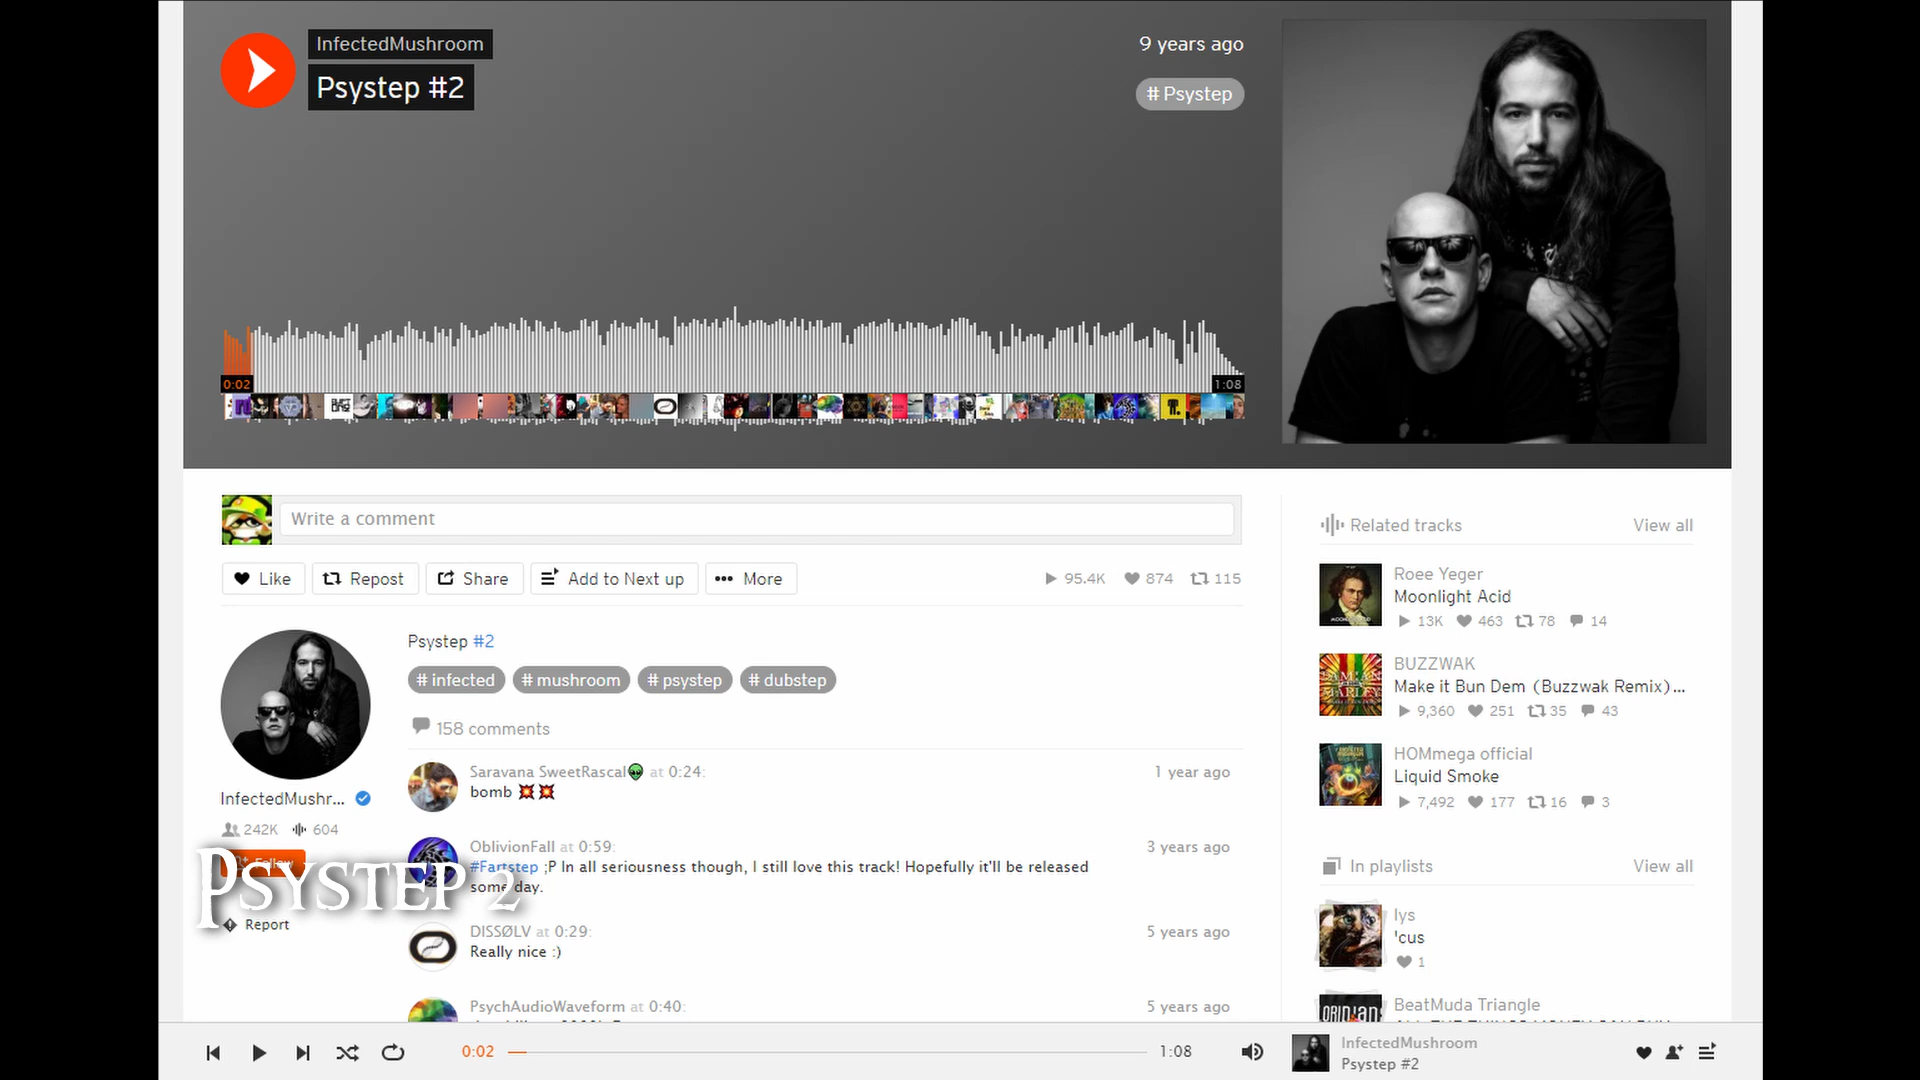 InfectedMushroom
Psystep #2
9 years ago
# Psystep
0:02
1:08
Write a comment
Like
Repost
Share
Add to Next up
More
95.4K
874
115
Psystep #2
# infected
# mushroom
# psystep
# dubstep
158 comments
InfectedMushr...
242K
604
Report
Psystep 2
Saravana SweetRascal👽 at 0:24:
1 year ago
bomb 💥💥
OblivionFall at 0:59:
3 years ago
#Fartstep ;P In all seriousness though, I still love this track! Hopefully it'll be released
some day.
DISSØLV at 0:29:
5 years ago
Really nice :)
PsychAudioWaveform at 0:40:
5 years ago
Related tracks
View all
Roee Yeger
Moonlight Acid
13K
463
78
14
BUZZWAK
Make it Bun Dem (Buzzwak Remix)...
9,360
251
35
43
HOMmega official
Liquid Smoke
7,492
177
16
3
In playlists
View all
lys
'cus
1
BeatMuda Triangle
0:02
1:08
InfectedMushroom
Psystep #2